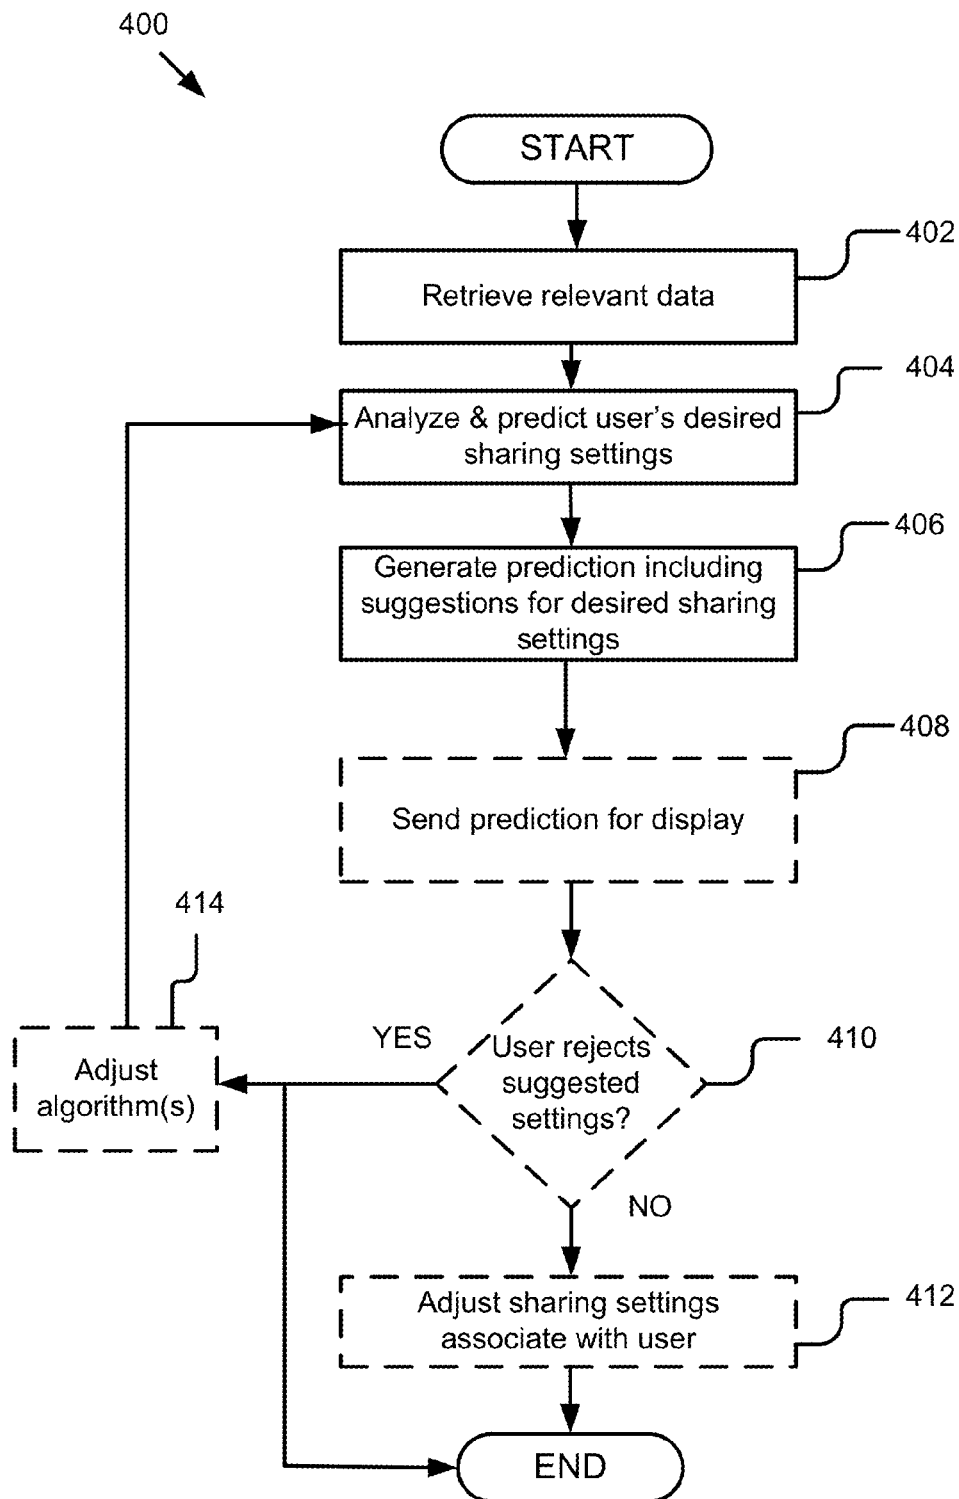 400
START
402
Retrieve relevant data
404
Analyze & predict user's desired
sharing settings
406
Generate prediction including
suggestions for desired sharing
settings
408
Send prediction for display
414
YES
410
User rejects
suggested
settings?
Adjust
algorithm(s)
NO
412
Adjust sharing settings
associate with user
END